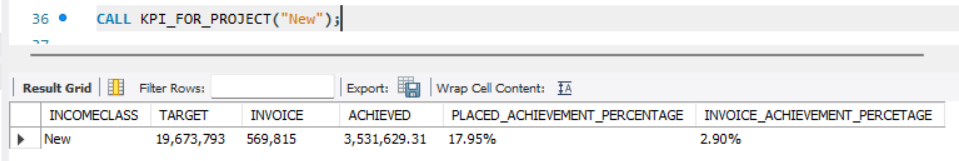 36 CALL KPI_FOR_PROJECT("New");
Result Grid Filter Rows: Export: Wrap Cell Content: IA
INCOMECLASS TARGET INVOICE ACHIEVED PLACED_ACHIEVEMENT_PERCENTAGE INVOICE_ACHIEVEMENT_PERCETAGE
New 19,673,793 569,815 3,531,629.31 17.95% 2.90%